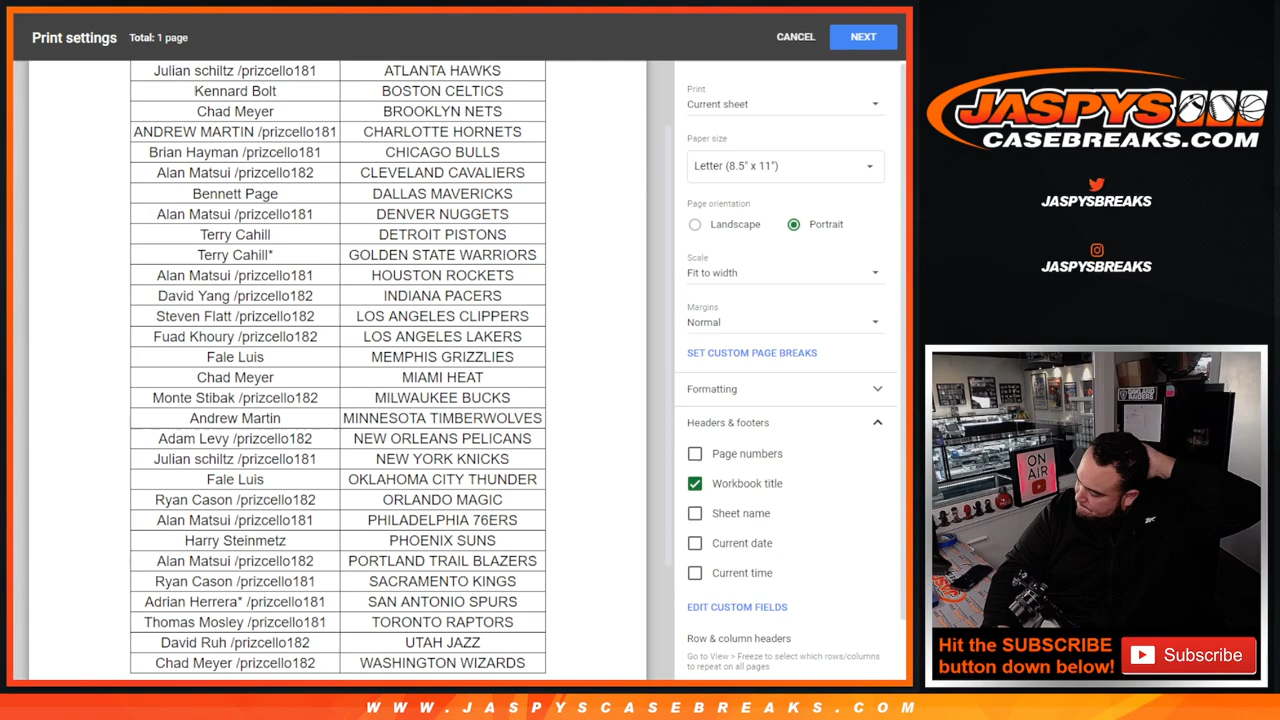 Print settings
Total: 1 page
CANCEL
NEXT
Julian schiltz /prizcello181 ATLANTA HAWKS
Kennard Bolt BOSTON CELTICS
Chad Meyer BROOKLYN NETS
ANDREW MARTIN /prizcello181 CHARLOTTE HORNETS
Brian Hayman /prizcello181 CHICAGO BULLS
Alan Matsui /prizcello182 CLEVELAND CAVALIERS
Bennett Page DALLAS MAVERICKS
Alan Matsui /prizcello181 DENVER NUGGETS
Terry Cahill DETROIT PISTONS
Terry Cahill* GOLDEN STATE WARRIORS
Alan Matsui /prizcello181 HOUSTON ROCKETS
David Yang /prizcello182 INDIANA PACERS
Steven Flatt /prizcello182 LOS ANGELES CLIPPERS
Fuad Khoury /prizcello182 LOS ANGELES LAKERS
Fale Luis MEMPHIS GRIZZLIES
Chad Meyer MIAMI HEAT
Monte Stibak /prizcello182 MILWAUKEE BUCKS
Andrew Martin MINNESOTA TIMBERWOLVES
Adam Levy /prizcello182 NEW ORLEANS PELICANS
Julian schiltz /prizcello181 NEW YORK KNICKS
Fale Luis OKLAHOMA CITY THUNDER
Ryan Cason /prizcello182 ORLANDO MAGIC
Alan Matsui /prizcello181 PHILADELPHIA 76ERS
Harry Steinmetz PHOENIX SUNS
Alan Matsui /prizcello182 PORTLAND TRAIL BLAZERS
Ryan Cason /prizcello181 SACRAMENTO KINGS
Adrian Herrera* /prizcello181 SAN ANTONIO SPURS
Thomas Mosley /prizcello181 TORONTO RAPTORS
David Ruh /prizcello182 UTAH JAZZ
Chad Meyer /prizcello182 WASHINGTON WIZARDS
Print
Current sheet
Paper size
Letter (8.5" x 11")
Page orientation
Landscape
Portrait
Scale
Fit to width
Margins
Normal
SET CUSTOM PAGE BREAKS
Formatting
Headers & footers
Page numbers
Workbook title
Sheet name
Current date
Current time
EDIT CUSTOM FIELDS
Row & column headers
Go to View > Freeze to select which rows/columns
to repeat on all pages
JASPYS
CASEBREAKS.COM
JASPYSBREAKS
JASPYSBREAKS
OAKLAND
RAIDERS
ON
AIR
Hit the SUBSCRIBE
button down below!
Subscribe
WWW.JASPYSCASEBREAKS.COM